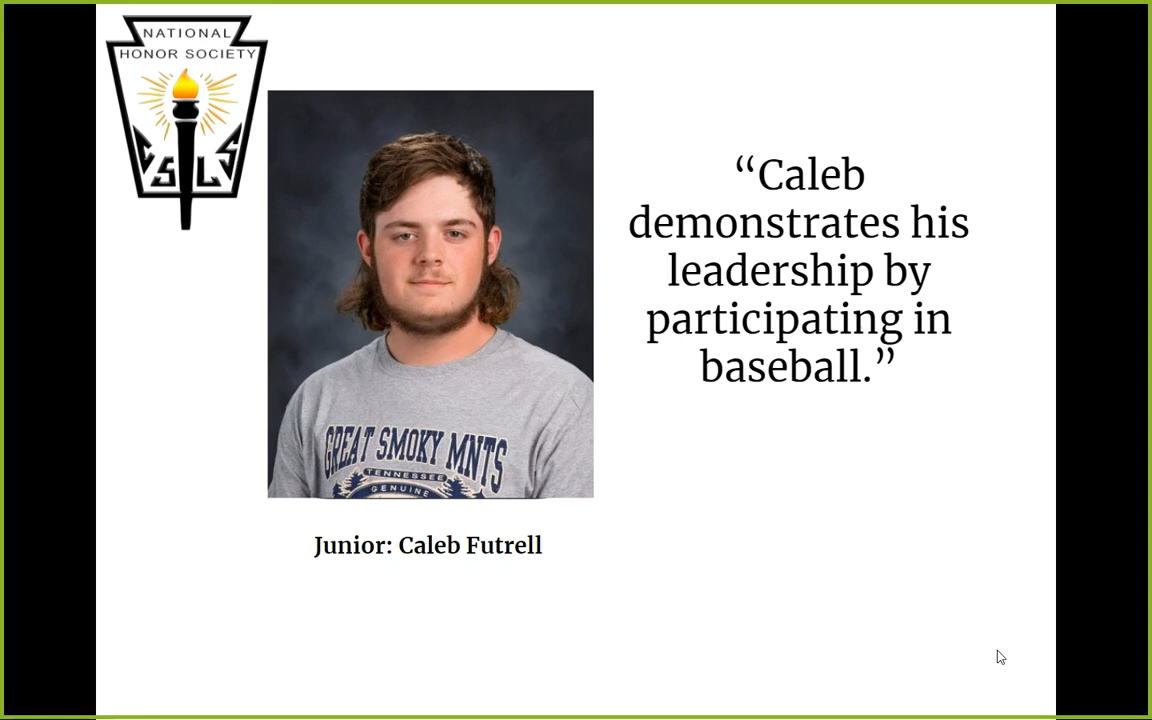 NATIONAL
HONOR SOCIETY
C S L S
“Caleb
demonstrates his
leadership by
participating in
baseball.”
GREAT SMOKY MNTS
TENNESSEE
GENUINE
Junior: Caleb Futrell